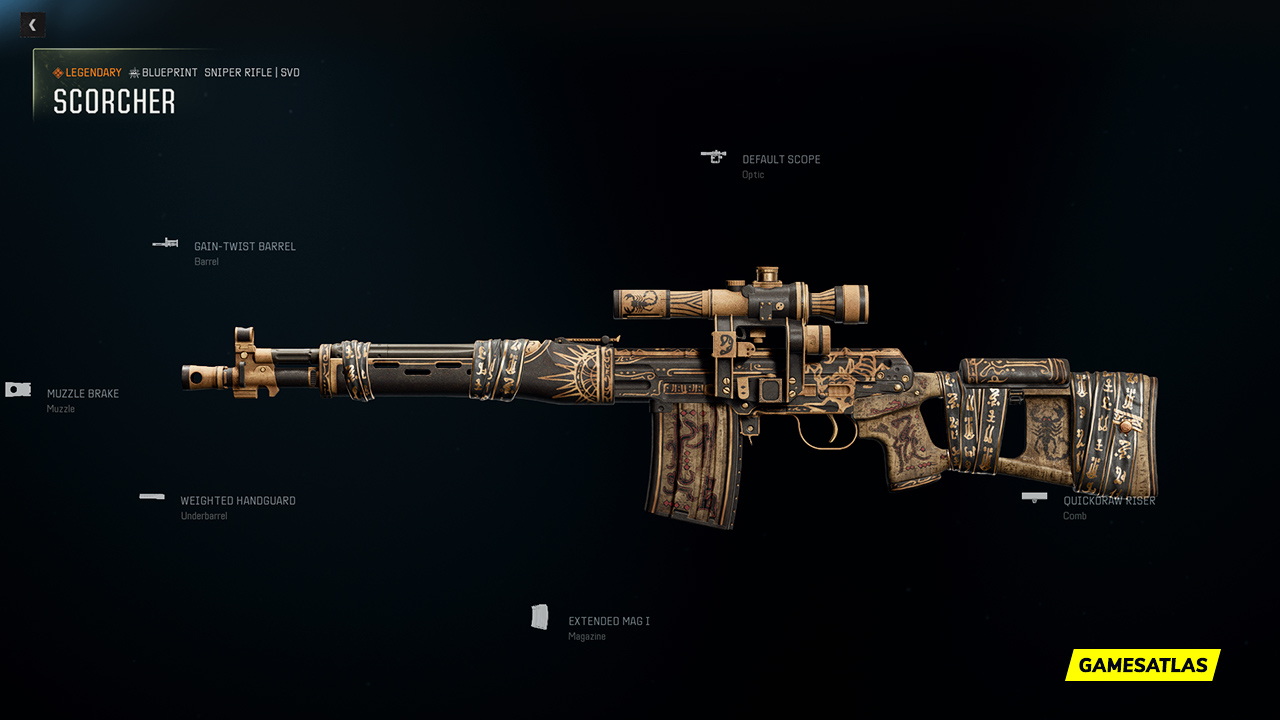 LEGENDARY BLUEPRINT SNIPER RIFLE | SVD
SCORCHER
DEFAULT SCOPE
Optic
GAIN-TWIST BARREL
Barrel
MUZZLE BRAKE
Muzzle
WEIGHTED HANDGUARD
Underbarrel
QUICKDRAW RISER
Comb
EXTENDED MAG I
Magazine
GAMESATLAS